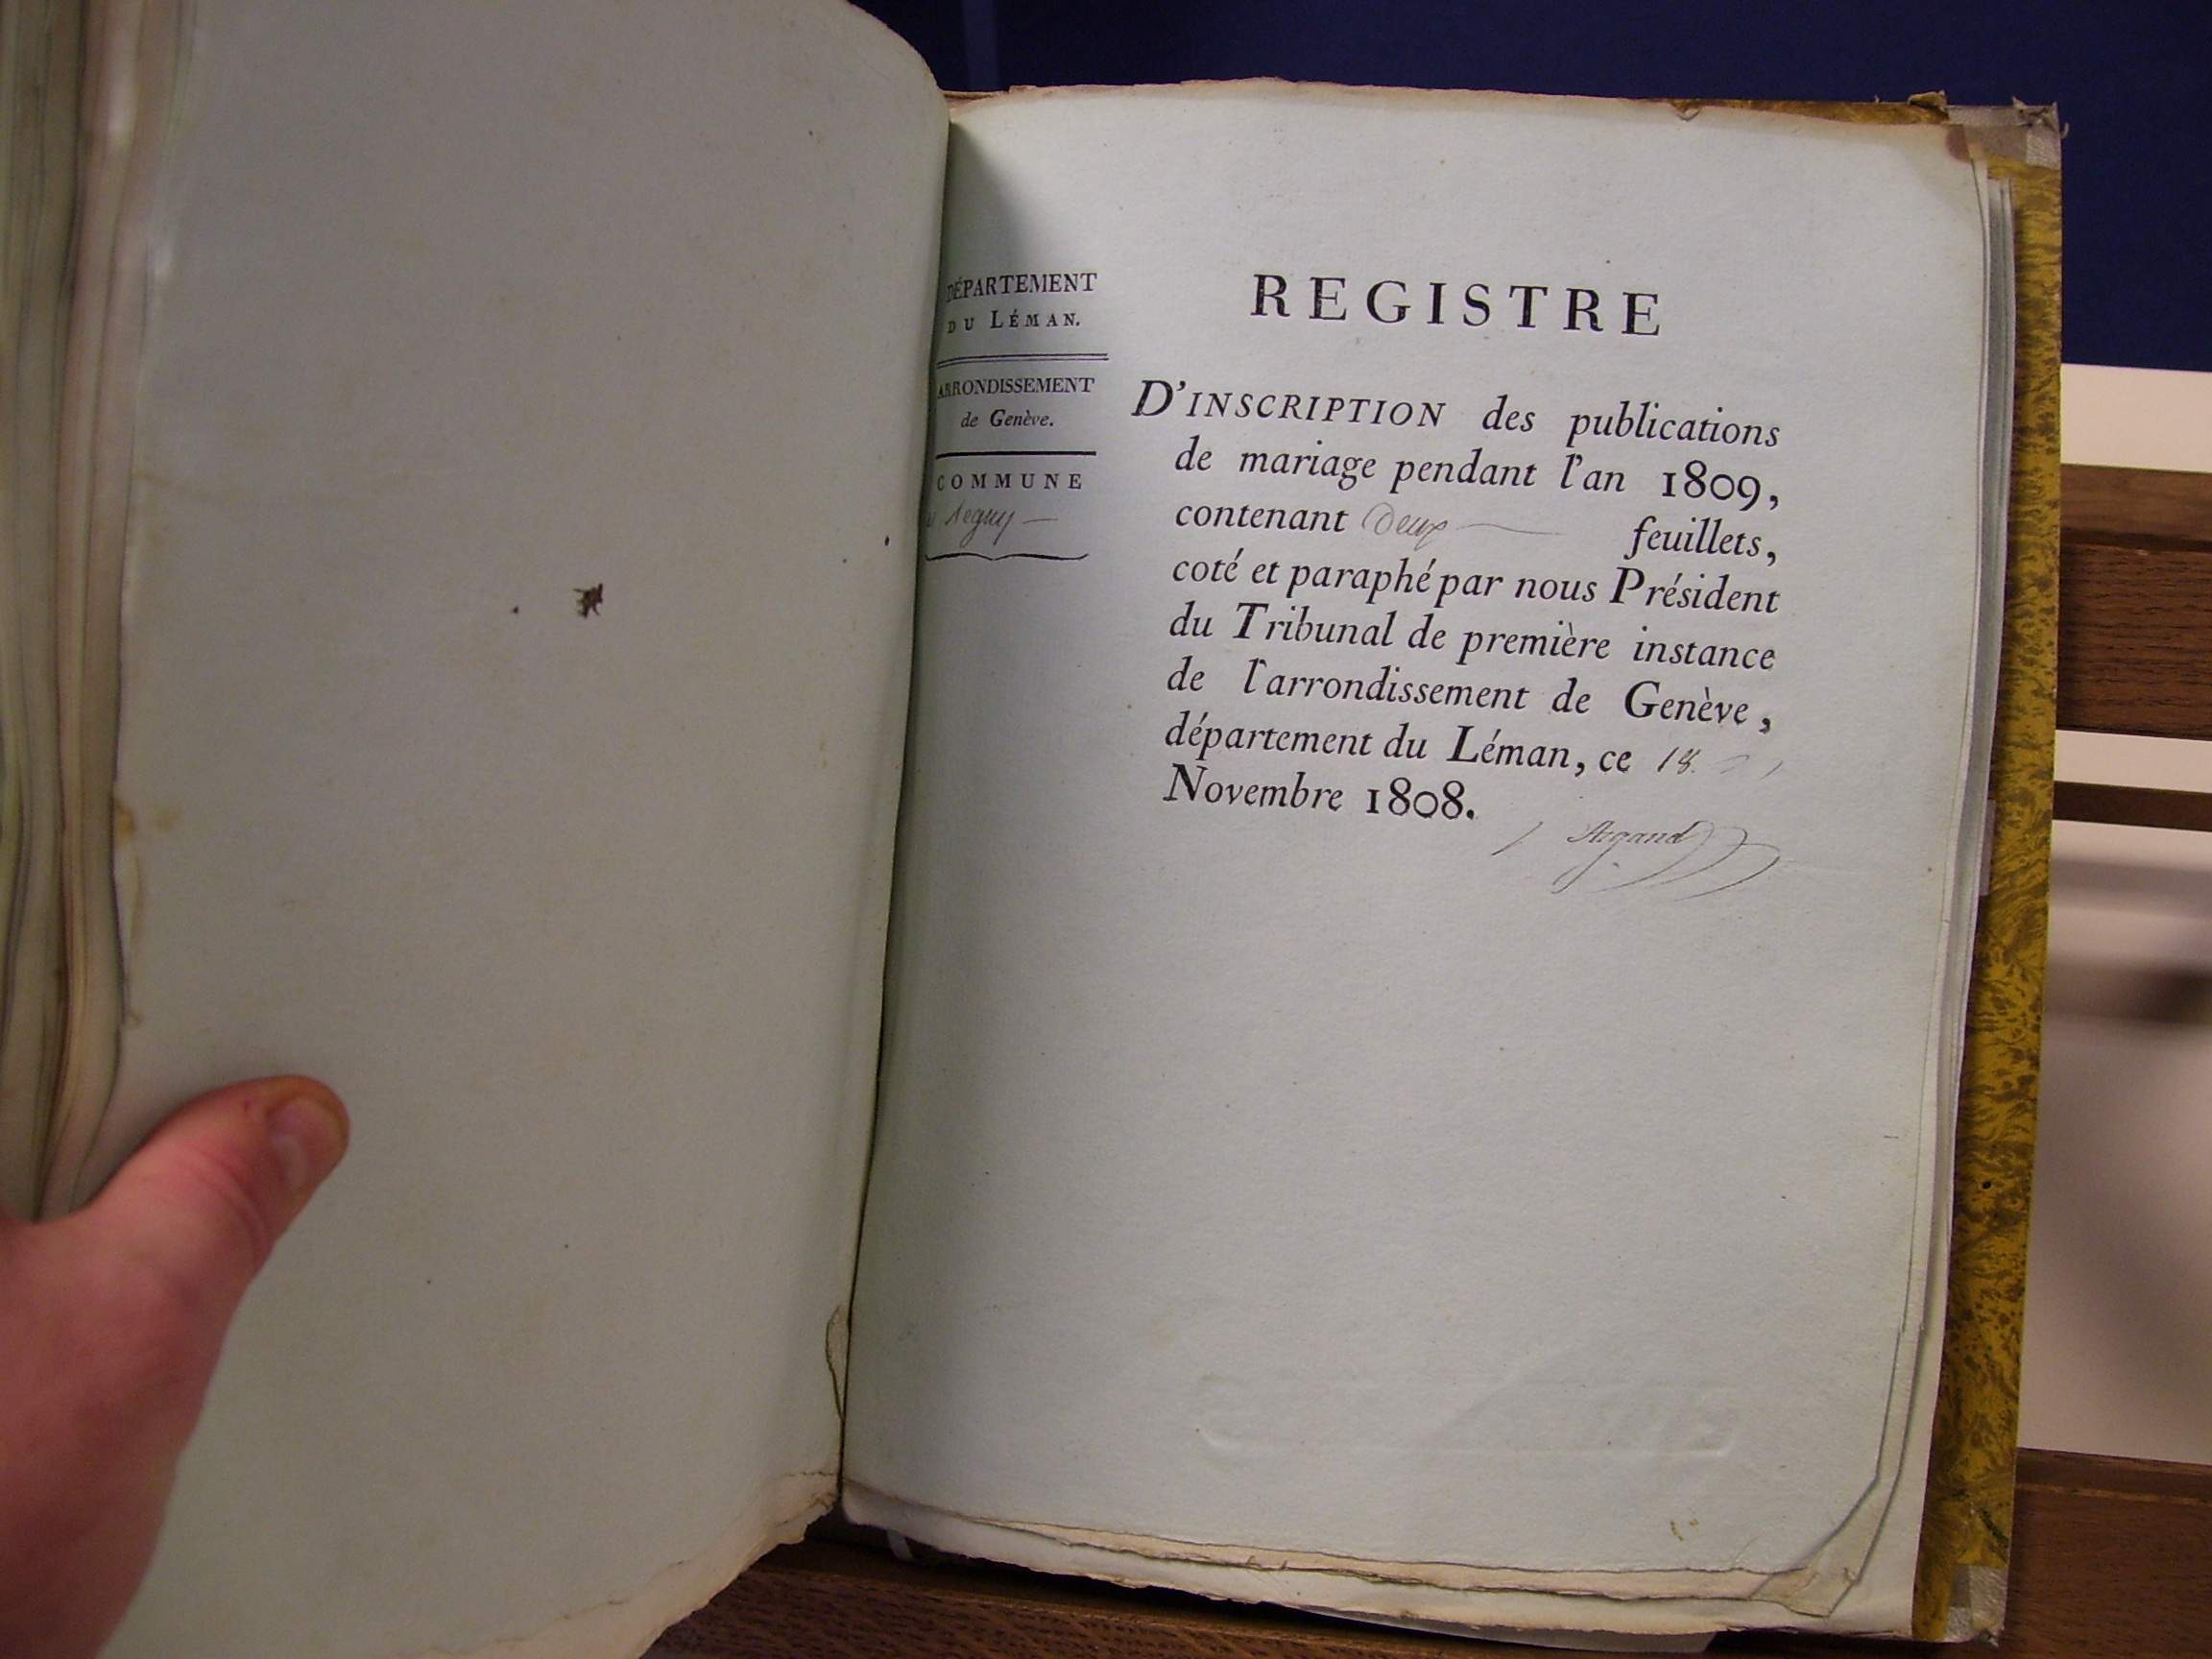 DÉPARTEMENT
DU LÉMAN.
ARRONDISSEMENT
de Genève.
COMMUNE
REGISTRE
D'INSCRIPTION des publications
de mariage pendant l'an 1809,
contenant Deux feuillets,
coté et paraphé par nous Président
du Tribunal de première instance
de l'arrondissement de Genève,
département du Léman, ce 18.
Novembre 1808.
Argand